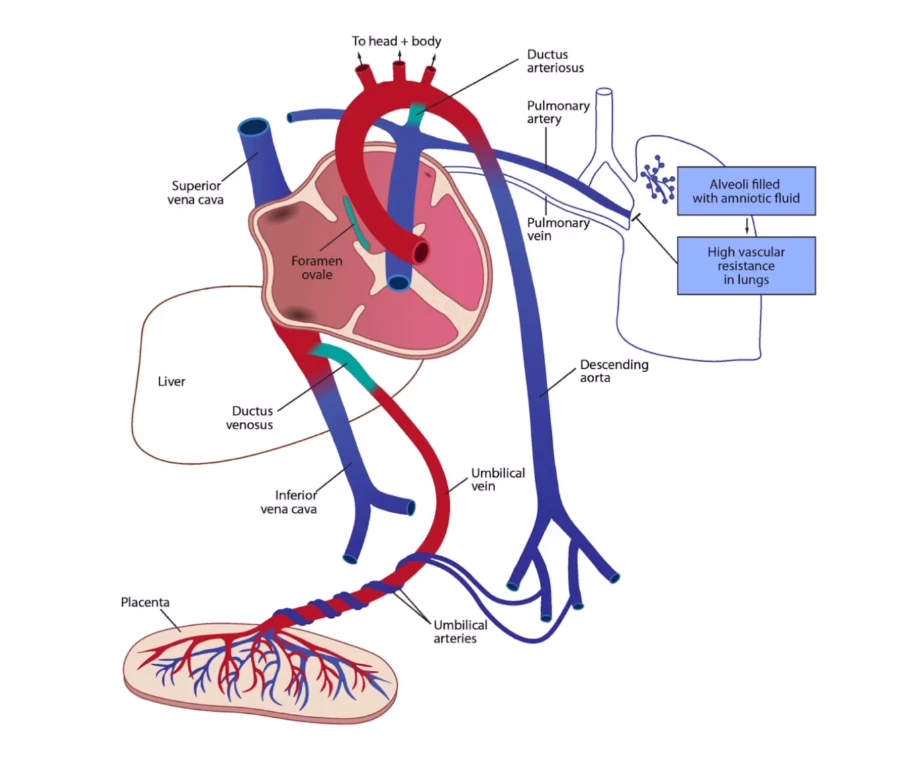 To head + body
Ductus
arteriosus
Pulmonary
artery
Alveoli filled
with amniotic fluid
Superior
vena cava
Pulmonary
vein
High vascular
resistance
in lungs
Foramen
ovale
Liver
Descending
aorta
Ductus
venosus
Umbilical
vein
Inferior
vena cava
Placenta
Umbilical
arteries